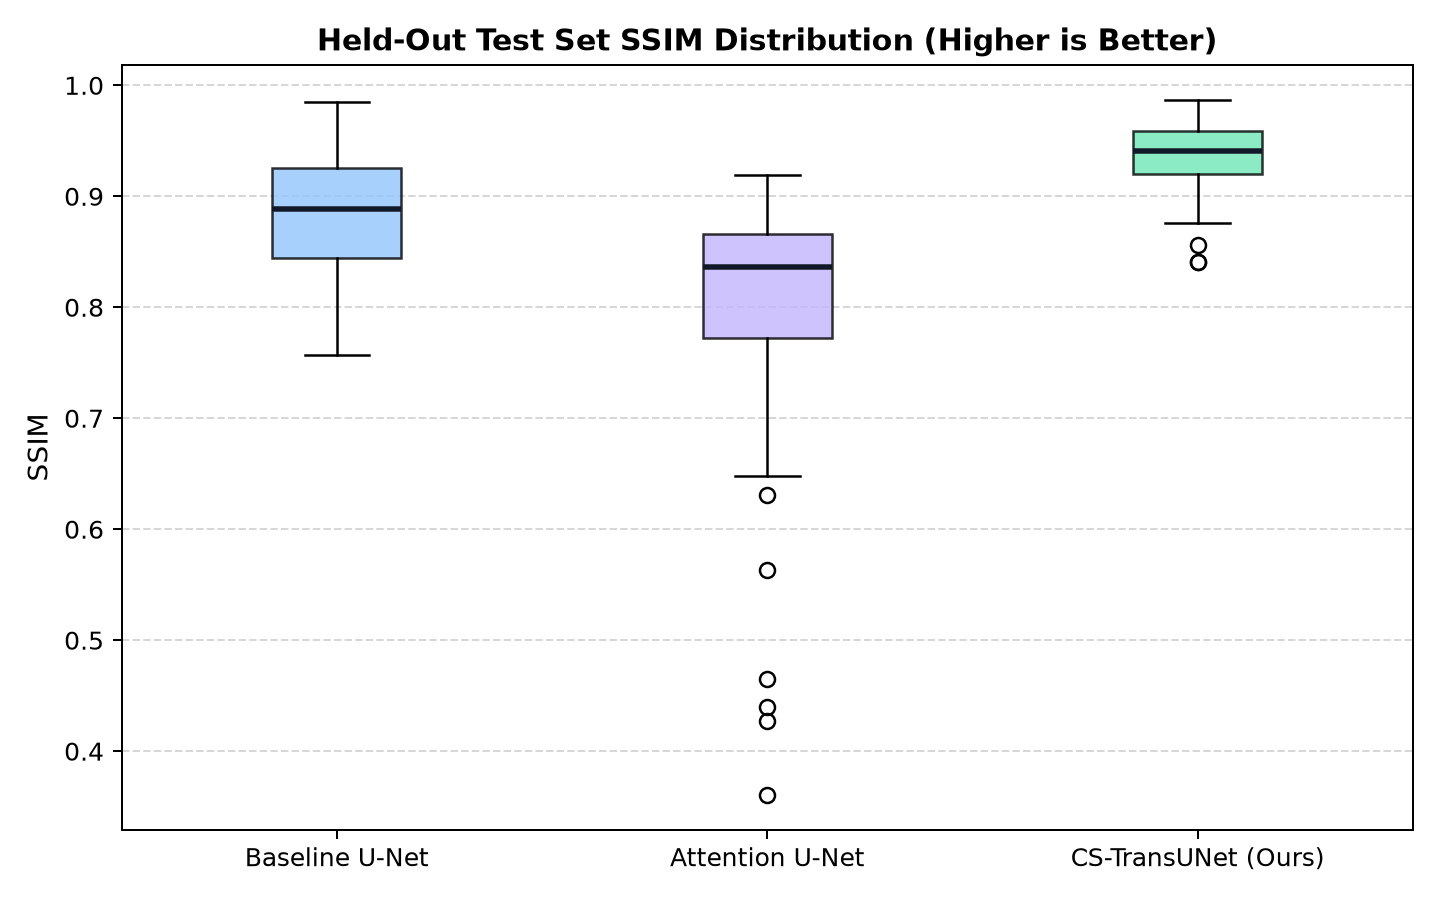 Held-Out Test Set SSIM Distribution (Higher is Better)
SSIM
1.0
0.9
0.8
0.7
0.6
0.5
0.4
Baseline U-Net
Attention U-Net
CS-TransUNet (Ours)